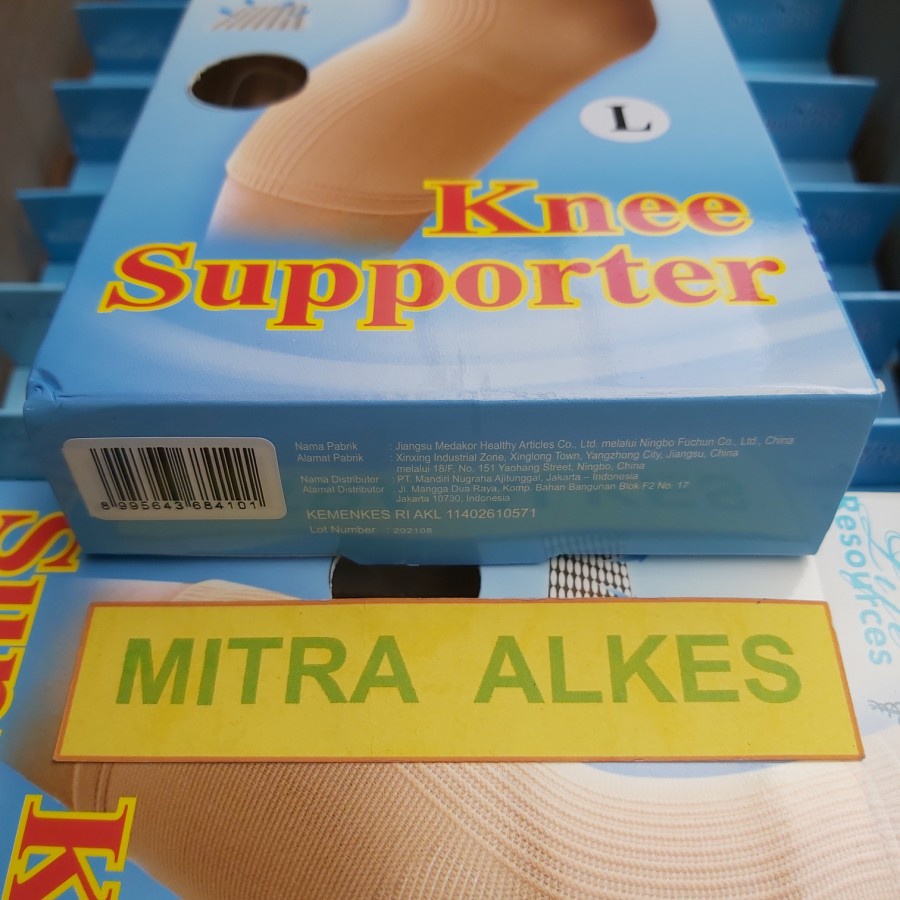 L
Knee
Supporter
Nama Pabrik : Jiangsu Medakor Healthy Articles Co., Ltd. melalui Ningbo Fuchun Co., Ltd., China
Alamat Pabrik : Xinxing Industrial Zone, Xinglong Town, Yangzhong City, Jiangsu, China
melalui 18/F, No. 151 Yaohang Street, Ningbo, China
Nama Distributor : PT. Mandiri Nugraha Ajitunggal, Jakarta – Indonesia
Alamat Distributor : Jl. Mangga Dua Raya, Komp. Bahan Bangunan Blok F2 No. 17
Jakarta 10730, Indonesia
8 995643 684101
KEMENKES RI AKL 11402610571
Lot Number : 202108
Life
Resources
MITRA ALKES
Sup
K